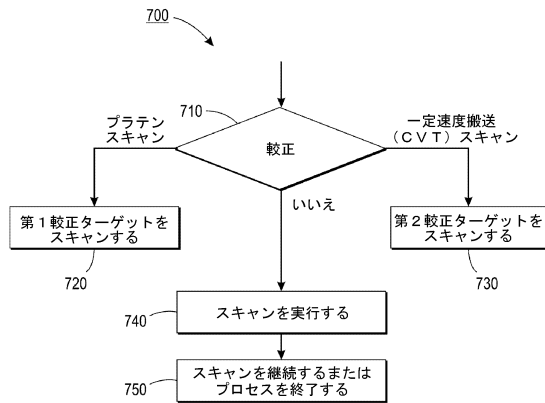 700
710
プラテン
スキャン
一定速度搬送
(CVT)スキャン
較正
いいえ
第1較正ターゲットを
スキャンする
第2較正ターゲットを
スキャンする
720
730
740
スキャンを実行する
750
スキャンを継続するまたは
プロセスを終了する